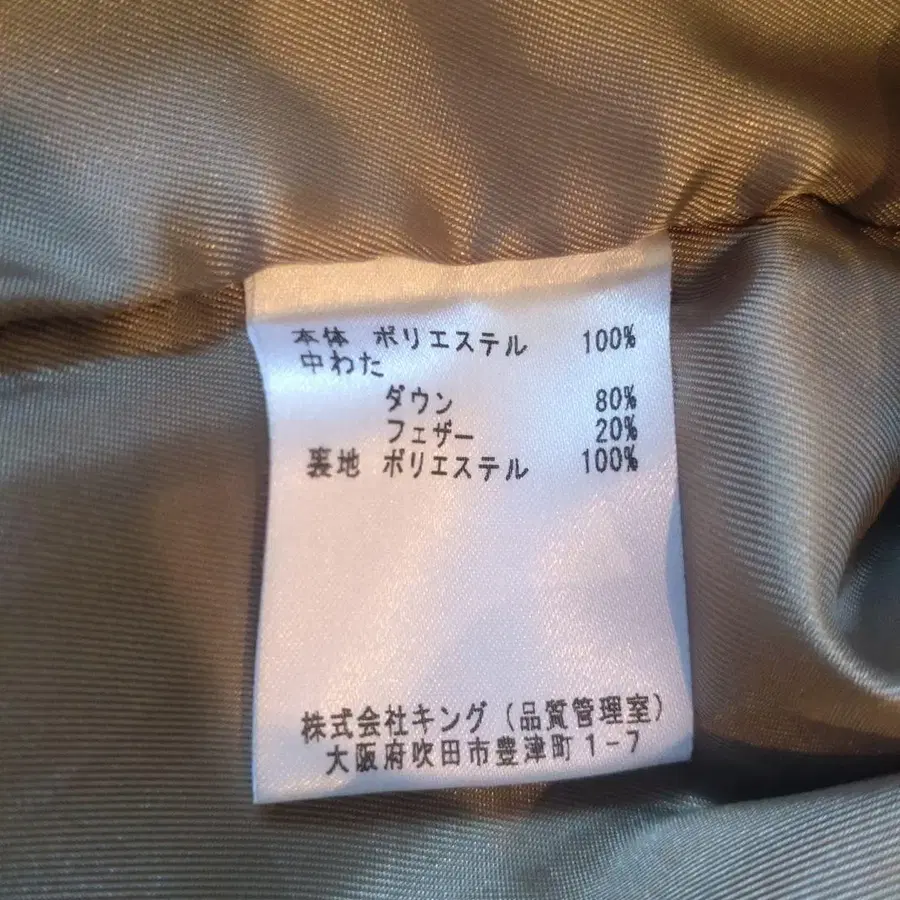 本体 ポリエステル 100%
中わた
ダウン 80%
フェザー 20%
裏地 ポリエステル 100%
株式会社キング(品質管理室)
大阪府吹田市豊津町1-7